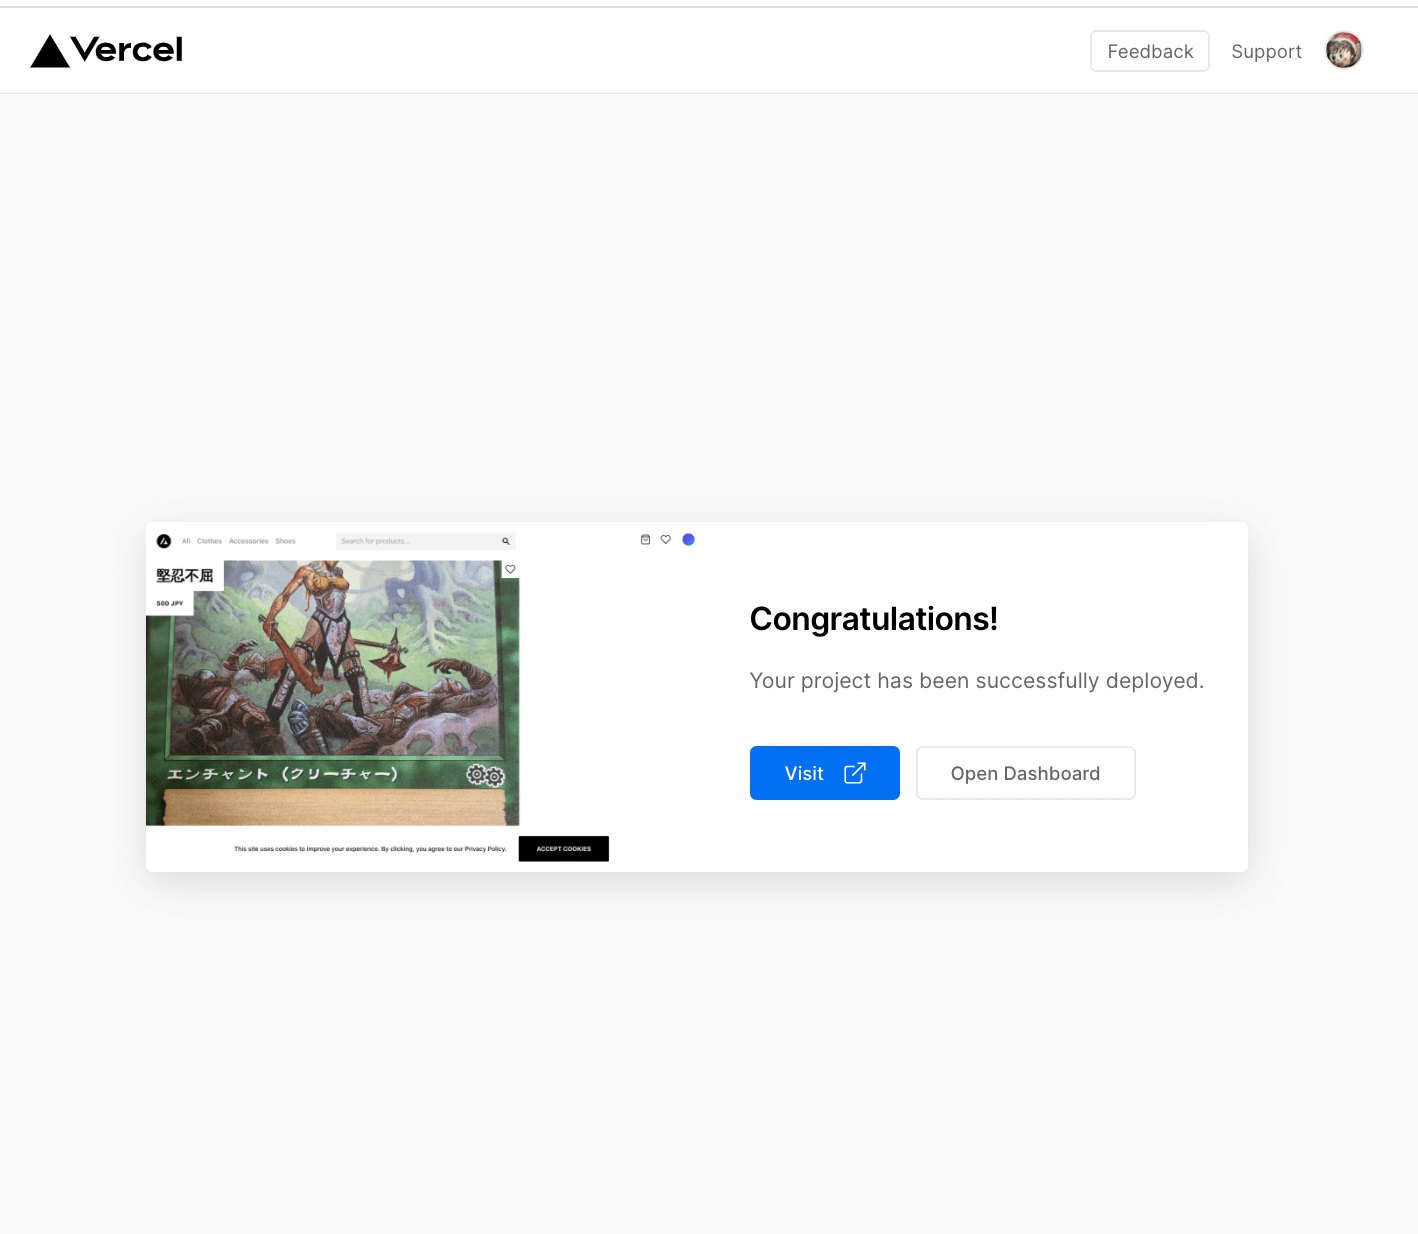 Vercel
Feedback Support
All Clothes Accessories Shoes Search for products...
堅忍不屈
500 JPY
エンチャント（クリーチャー）
This site uses cookies to improve your experience. By clicking, you agree to our Privacy Policy. ACCEPT COOKIES
Congratulations!
Your project has been successfully deployed.
Visit Open Dashboard